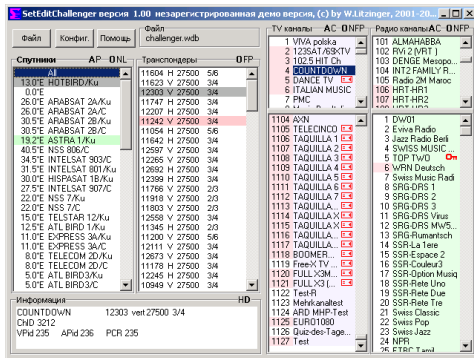 SetEditChallenger версия 1.00 незарегистрированная демо версия, (c) by W.Litzinger, 2001-20...
Файл Конфиг. Помощь
Файл
challenger.wdb
Спутники AP ONL
All
13.0°E HOTBIRD/Ku
0.0°E
26.0°E ARABSAT 2A/Ku
26.0°E ARABSAT 2A/C
30.5°E ARABSAT 2B/Ku
30.5°E ARABSAT 2B/C
19.2°E ASTRA 1/Ku
40.5°E NSS 806/C
34.5°E INTELSAT 903/C
31.5°E INTELSAT 801/Ku
30.0°E HISPASAT 1B/Ku
27.5°E INTELSAT 907/C
22.0°E NSS 7/Ku
22.0°E NSS 7/C
15.0°E TELSTAR 12/Ku
12.5°E ATL BIRD 1/Ku
11.0°E EXPRESS 3A/Ku
11.0°E EXPRESS 3A/C
8.0°E TELECOM 2D/Ku
8.0°E TELECOM 2D/C
5.0°E ATL BIRD3/Ku
5.0°E ATL BIRD3/C
Транспондеры OFP
11604 H 27500 5/6
11623 V 27500 3/4
12303 V 27500 3/4
11747 H 27500 3/4
12207 H 27500 3/4
11242 V 27500 3/4
11054 H 27500 5/6
11642 H 27500 3/4
12597 V 27500 3/4
12265 V 27500 3/4
12692 H 27500 3/4
12399 H 27500 3/4
11766 V 27500 2/3
11918 V 27500 2/3
11803 V 27500 2/3
12558 V 27500 3/4
11345 H 27500 2/3
11200 V 27500 5/6
12111 V 27500 3/4
12673 V 27500 3/4
11178 H 27500 3/4
12245 H 27500 3/4
10949 V 27500 3/4
Информация HD
COUNTDOWN 12303 vert 27500 3/4
ChID 3212
VPID 235 APid 236 PCR 235
TV каналы AC ONFP
1 VIVA polska
2 123SAT/69XTV
3 102.5 HIT Ch
4 COUNTDOWN
5 DANCE TV
6 ITALIAN MUSIC
7 PMC
1104 AXN
1105 TELECINCO
1106 TAQUILLA 1
1107 TAQUILLA 2
1108 TAQUILLA 3
1109 TAQUILLA 4
1110 TAQUILLA 5
1111 TAQUILLA 6
1112 TAQUILLA 7
1113 TAQUILLA X
1114 TAQUILLA X
1115 TAQUILLA
1116 TAQUILLA
1117 TAQUILLA
1118 BOOMER...
1119 Free-X TV
1120 FULL X3M...
1121 FULL X3 (...
1122 Test-R
1123 Mehrkanaltest
1124 ARD MHP-Test
1125 EURO1080
1126 Quiz-des-Tage...
1127 Test
Радио каналы AC ONFP
101 ALMAHABBA
102 RVi 2 (VRT )
103 DENGE Mesopo...
104 INT2 FAMILY R...
105 Radio 2M Maroc
106 HRT-HR1
107 HRT-HR2
1 DW01
2 Eviva Radio
3 Jazz Radio Berli
4 SWISS MUSIC ...
5 TOP TWO
6 WRN Deutsch
7 Swiss Music Radi
8 SRG-DRS 1
9 SRG-DRS 2
10 SRG-DRS 3
11 SRG-DRS Virus
12 SRG-DRS MW5...
13 SRG-Rumantsch
14 SSR-La 1ere
15 SSR-Espace 2
16 SSR-Couleur3
17 SSR-Option Musiq
18 SSR-Rete Uno
19 SSR-Rete Due
20 SSR-Rete Tre
21 Swiss Classic
22 Swiss Pop
23 Swiss Jazz
24 NPR